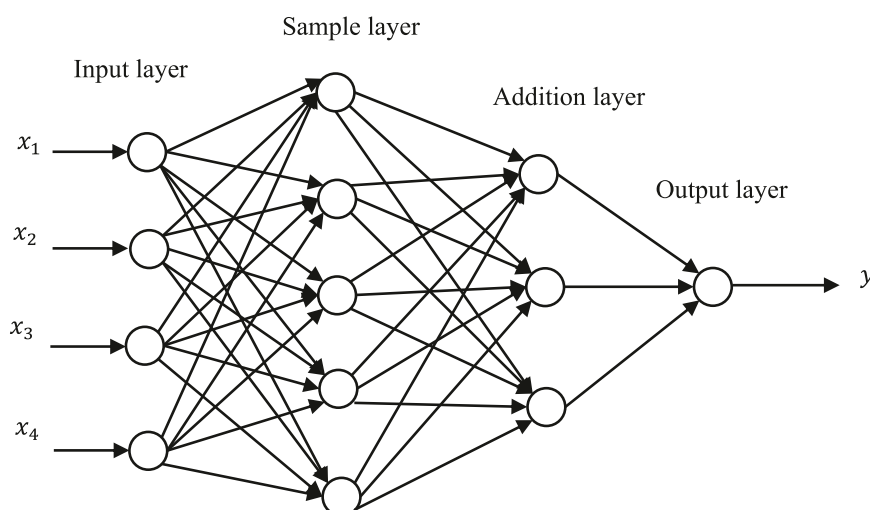 Sample layer
Input layer
Addition layer
x₁
Output layer
x₂
y
x₃
x₄